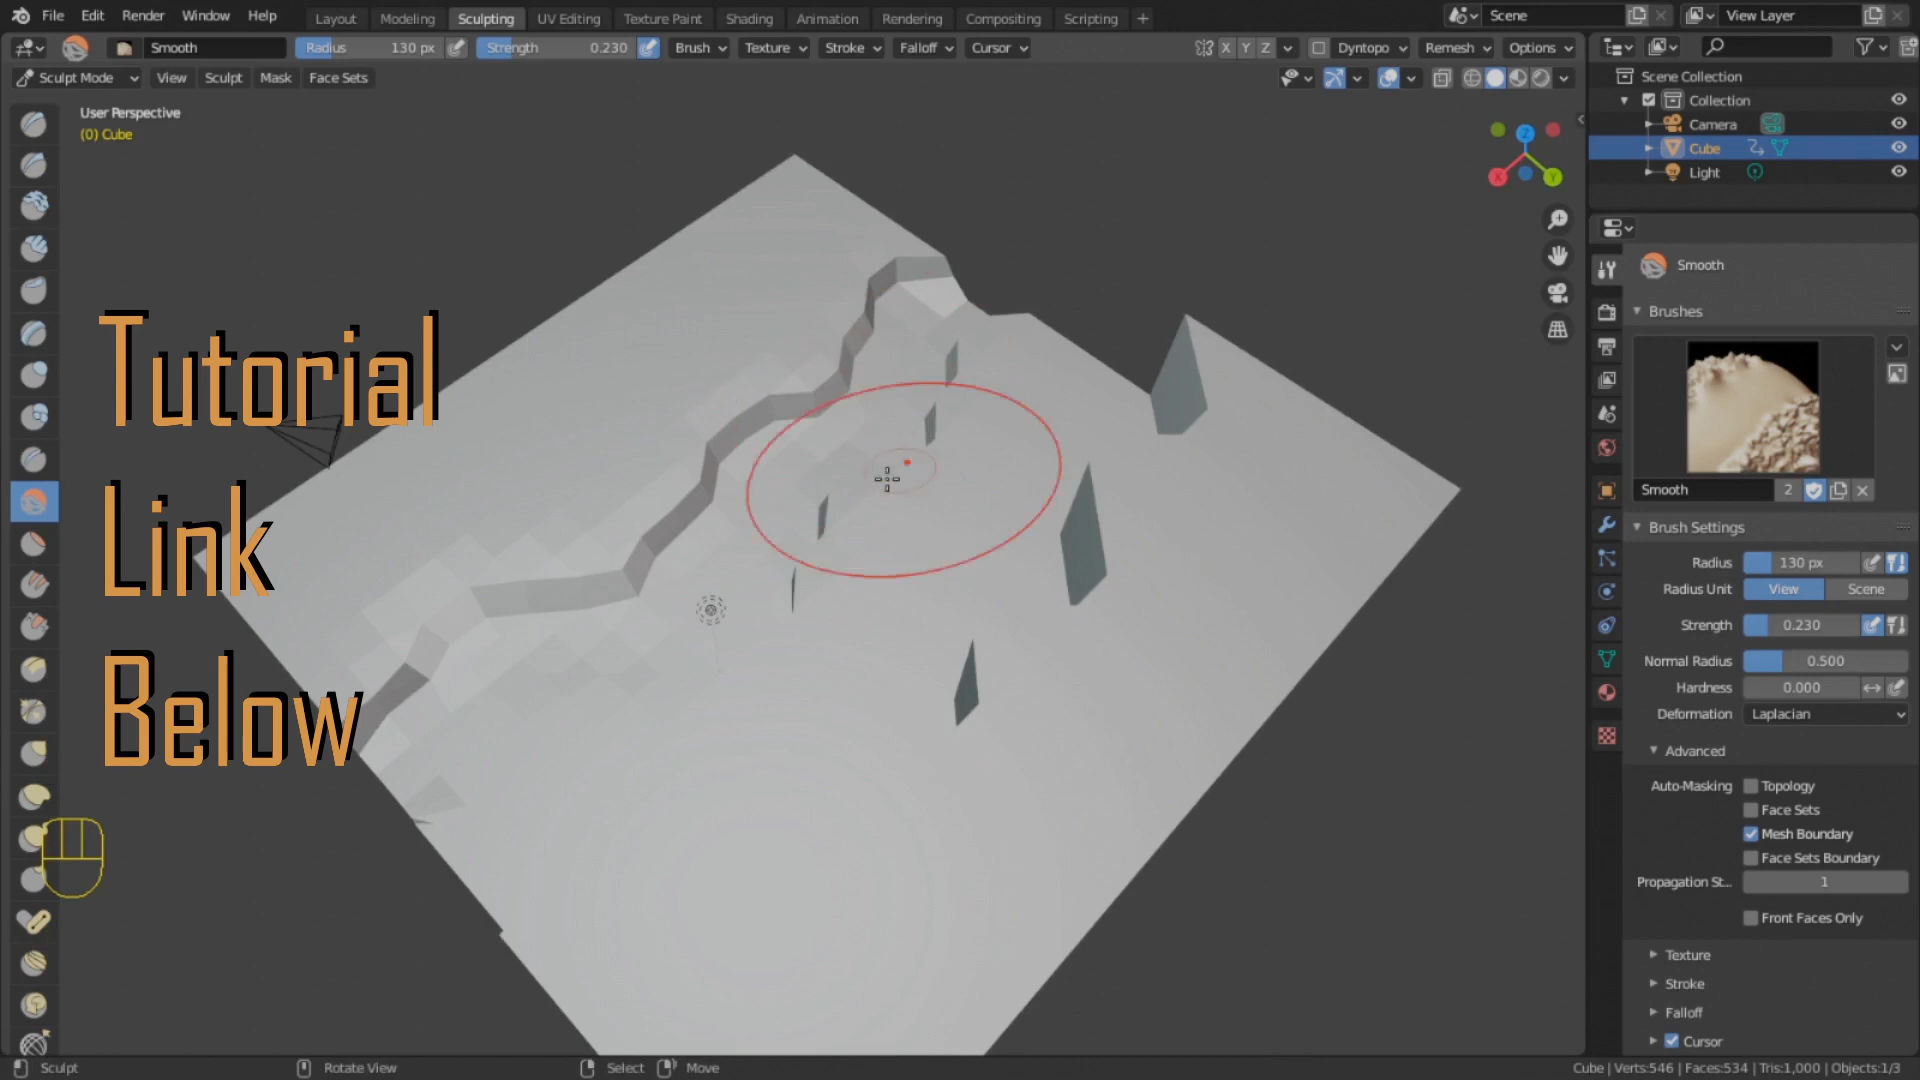 File Edit Render Window Help
Layout Modeling Sculpting UV Editing Texture Paint Shading Animation Rendering Compositing Scripting +
Scene
View Layer
Smooth
Radius 130 px
Strength 0.230
Brush Texture Stroke Falloff Cursor
X Y Z
Dyntopo Remesh Options
Sculpt Mode View Sculpt Mask Face Sets
User Perspective
(0) Cube
Z
X
Y
Tutorial
Link
Below
Scene Collection
Collection
Camera
Cube
Light
Smooth
Brushes
Smooth 2
Brush Settings
Radius 130 px
Radius Unit View Scene
Strength 0.230
Normal Radius 0.500
Hardness 0.000
Deformation Laplacian
Advanced
Auto-Masking Topology
Face Sets
Mesh Boundary
Face Sets Boundary
Propagation St... 1
Front Faces Only
Texture
Stroke
Falloff
Cursor
Sculpt Rotate View Select Move
Cube | Verts:546 | Faces:534 | Tris:1,000 | Objects:1/3